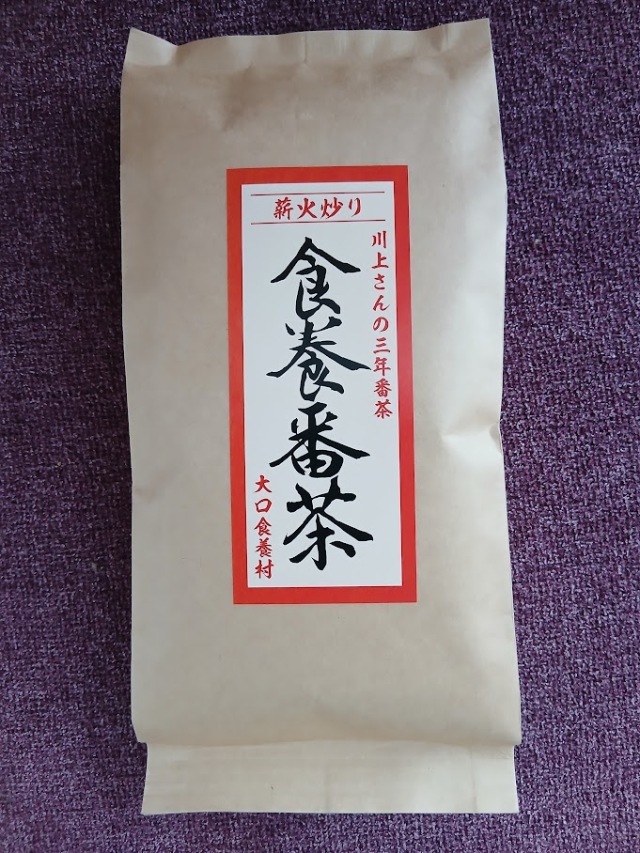 薪火炒り
川上さんの三年番茶
食養番茶
大口食養村